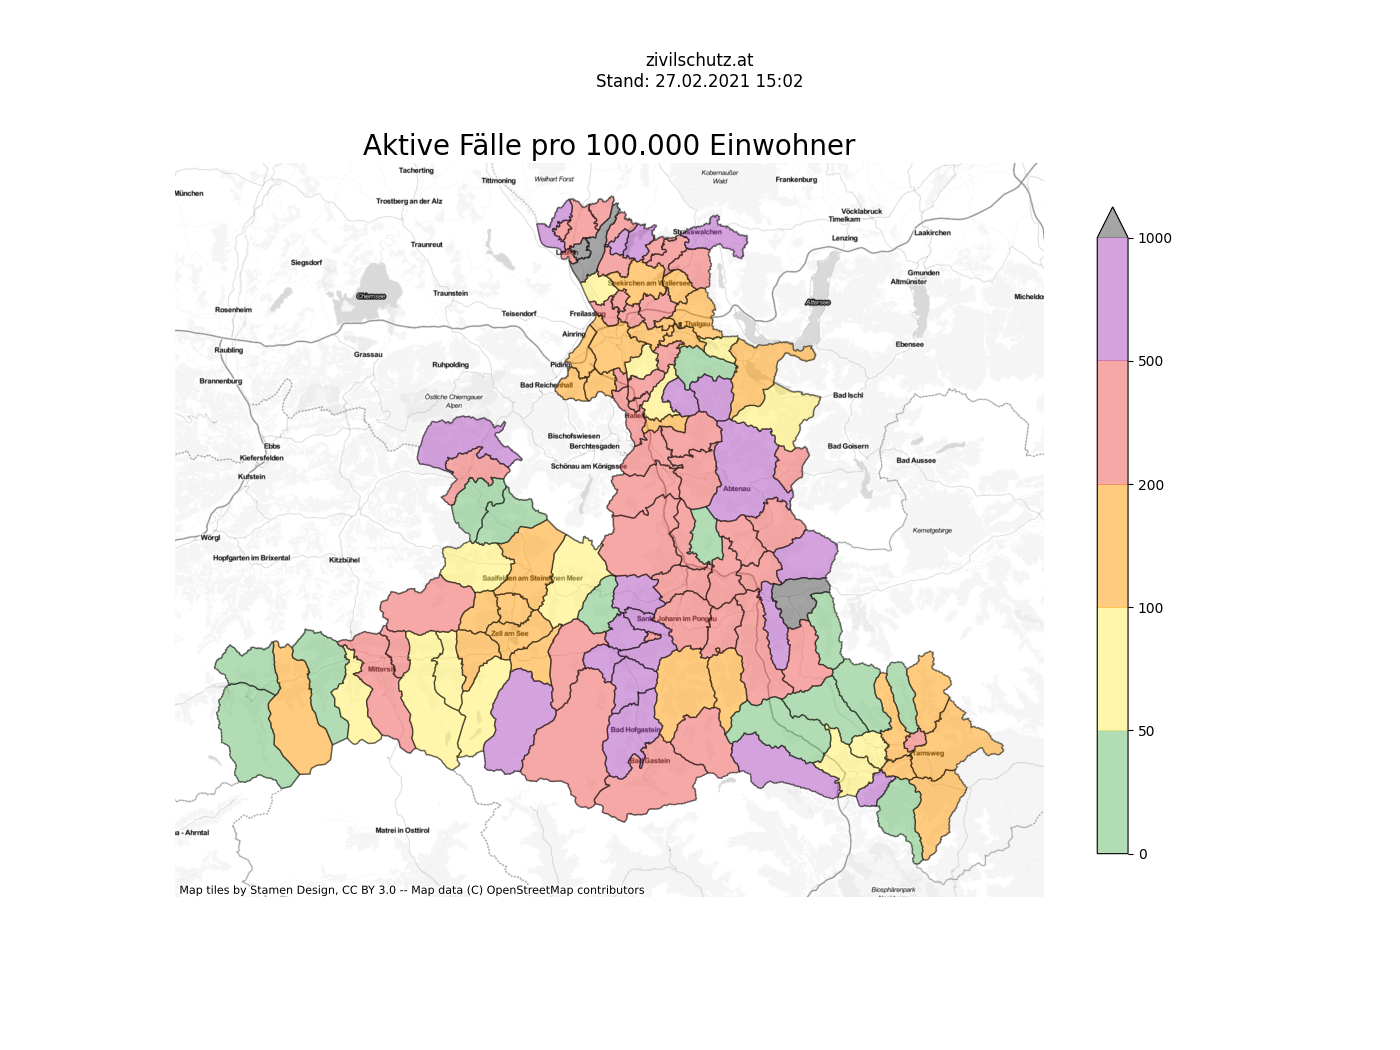 zivilschutz.at
Stand: 27.02.2021 15:02
Aktive Fälle pro 100.000 Einwohner
Tacherting
Tittmoning
Weilhart Forst
Kobernaußer
Wald
Frankenburg
München
Trostberg an der Alz
Vöcklabruck
Timelkam
Laakirchen
Strasswalchen
Lenzing
Traunreut
Siegsdorf
Gmunden
Altmünster
Seekirchen am Wallersee
Chiemsee
Traunstein
Attersee
Rosenheim
Teisendorf
Freilassing
Thalgau
Ainring
Ebensee
Raubling
Grassau
Ruhpolding
Piding
Brannenburg
Bad Reichenhall
Bad Ischl
Östliche Chiemgauer
Alpen
Bischofswiesen
Ebbs
Berchtesgaden
Bad Goisern
Kiefersfelden
Bad Aussee
Schönau am Königssee
Kufstein
Abtenau
Kemetgebirge
Wörgl
Hopfgarten im Brixental
Kitzbühel
Saalfelden am Steinernen Meer
Sankt Johann im Pongau
Zell am See
Mittersill
Bad Hofgastein
Bad Gastein
Tamsweg
Matrei in Osttirol
a - Ahrntal
Biosphärenpark
Map tiles by Stamen Design, CC BY 3.0 -- Map data (C) OpenStreetMap contributors
1000
500
200
100
50
0